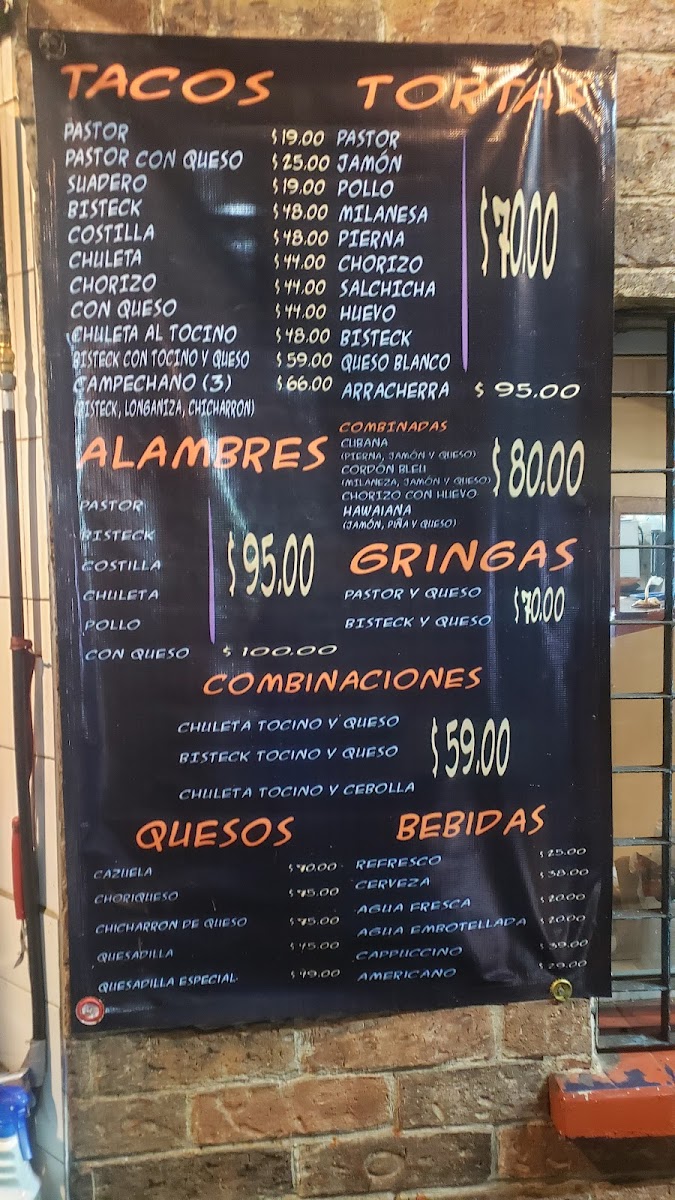 TACOS
PASTOR $19.00
PASTOR CON QUESO $25.00
SUADERO $19.00
BISTECK $48.00
COSTILLA $48.00
CHULETA $44.00
CHORIZO $44.00
CON QUESO $44.00
CHULETA AL TOCINO $48.00
BISTECK CON TOCINO Y QUESO $59.00
CAMPECHANO (3) $66.00
(BISTECK, LONGANIZA, CHICHARRON)
TORTAS
PASTOR
JAMÓN
POLLO
MILANESA
PIERNA
CHORIZO
SALCHICHA
HUEVO
BISTECK
QUESO BLANCO
$70.00
ARRACHERRA $95.00
COMBINADAS
CUBANA
(PIERNA, JAMÓN Y QUESO)
CORDÓN BLEU
(MILANEZA, JAMÓN Y QUESO)
CHORIZO CON HUEVO
HAWAIANA
(JAMÓN, PIÑA Y QUESO)
$80.00
ALAMBRES
PASTOR
BISTECK
COSTILLA
CHULETA
POLLO
$95.00
CON QUESO $100.00
GRINGAS
PASTOR Y QUESO
BISTECK Y QUESO
$70.00
COMBINACIONES
CHULETA TOCINO Y QUESO
BISTECK TOCINO Y QUESO
CHULETA TOCINO Y CEBOLLA
$59.00
QUESOS
CAZUELA $70.00
CHORIQUESO $75.00
CHICHARRON DE QUESO $75.00
QUESADILLA $45.00
QUESADILLA ESPECIAL
BEBIDAS
REFRESCO $25.00
CERVEZA $38.00
AGUA FRESCA $20.00
AGUA EMBOTELLADA $20.00
CAPPUCCINO $39.00
AMERICANO $29.00